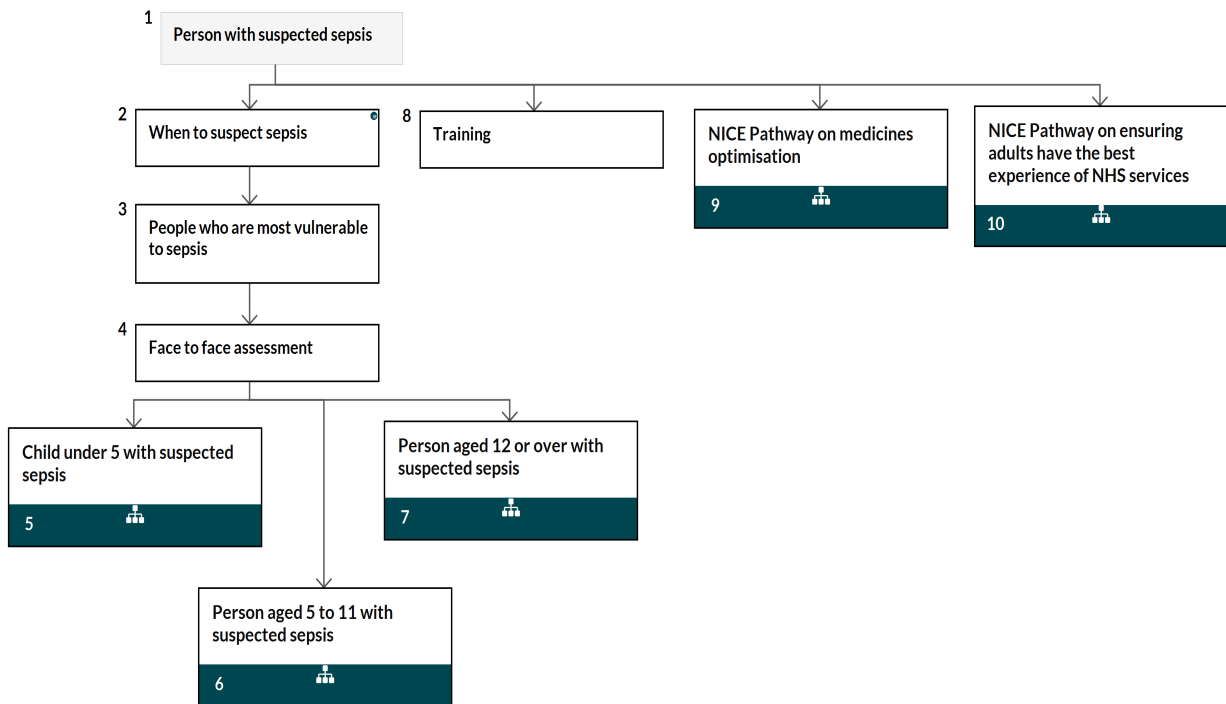 1
Person with suspected sepsis
2
When to suspect sepsis
8
Training
NICE Pathway on medicines
optimisation
9
NICE Pathway on ensuring
adults have the best
experience of NHS services
10
3
People who are most vulnerable
to sepsis
4
Face to face assessment
Child under 5 with suspected
sepsis
5
Person aged 12 or over with
suspected sepsis
7
Person aged 5 to 11 with
suspected sepsis
6